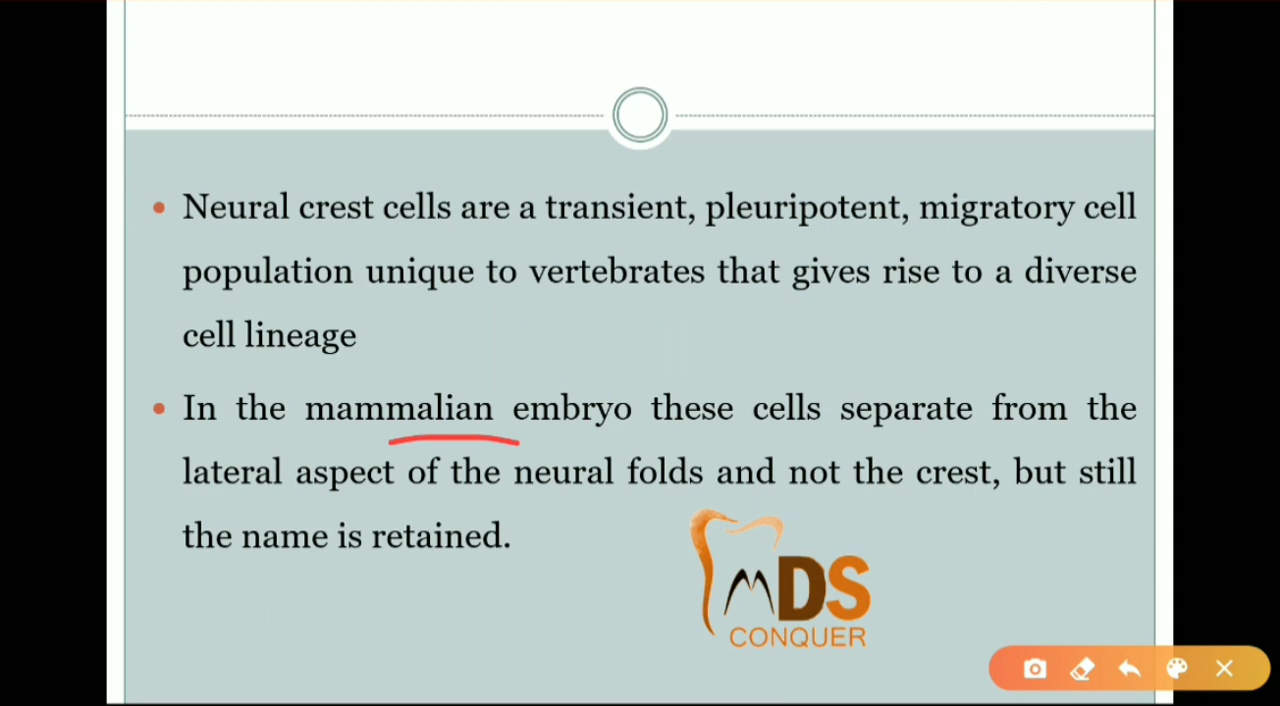 Neural crest cells are a transient, pleuripotent, migratory cell
population unique to vertebrates that gives rise to a diverse
cell lineage
In the mammalian embryo these cells separate from the
lateral aspect of the neural folds and not the crest, but still
the name is retained.
MDS
CONQUER